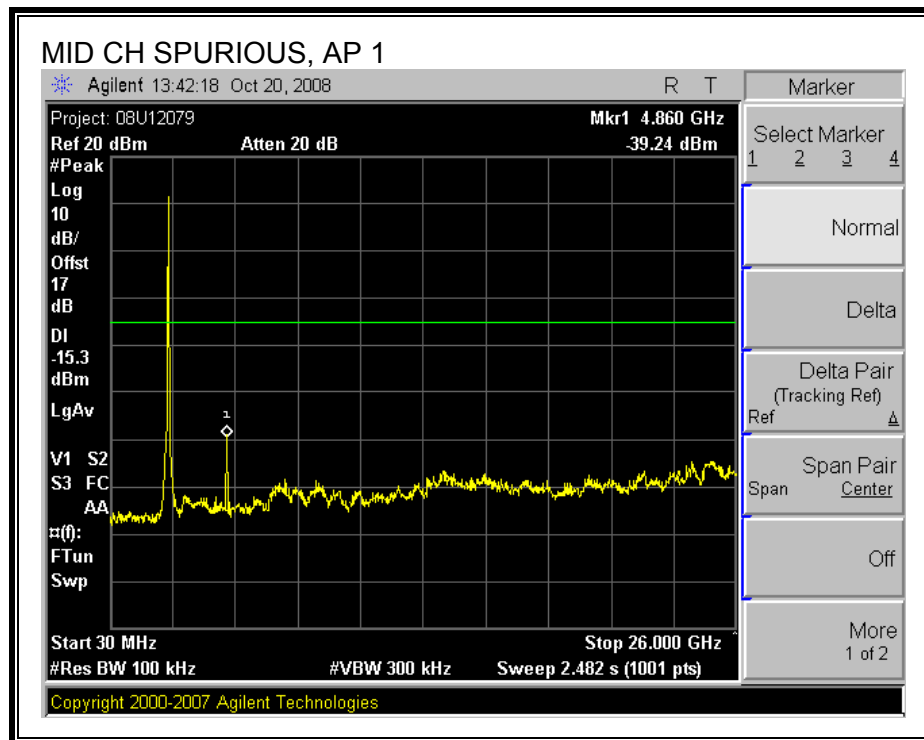 MID CH SPURIOUS, AP 1
Agilent 13:42:18 Oct 20, 2008 R T
Project: 08U12079 Mkr1 4.860 GHz
Ref 20 dBm Atten 20 dB -39.24 dBm
#Peak
Log
10
dB/
Offst
17
dB
DI
-15.3
dBm
LgAv
1
V1 S2
S3 FC
AA
¤(f):
FTun
Swp
Start 30 MHz Stop 26.000 GHz ^
#Res BW 100 kHz #VBW 300 kHz Sweep 2.482 s (1001 pts)
Copyright 2000-2007 Agilent Technologies
Marker
Select Marker
1 2 3 4
Normal
Delta
Delta Pair
(Tracking Ref)
Ref Δ
Span Pair
Span Center
Off
More
1 of 2